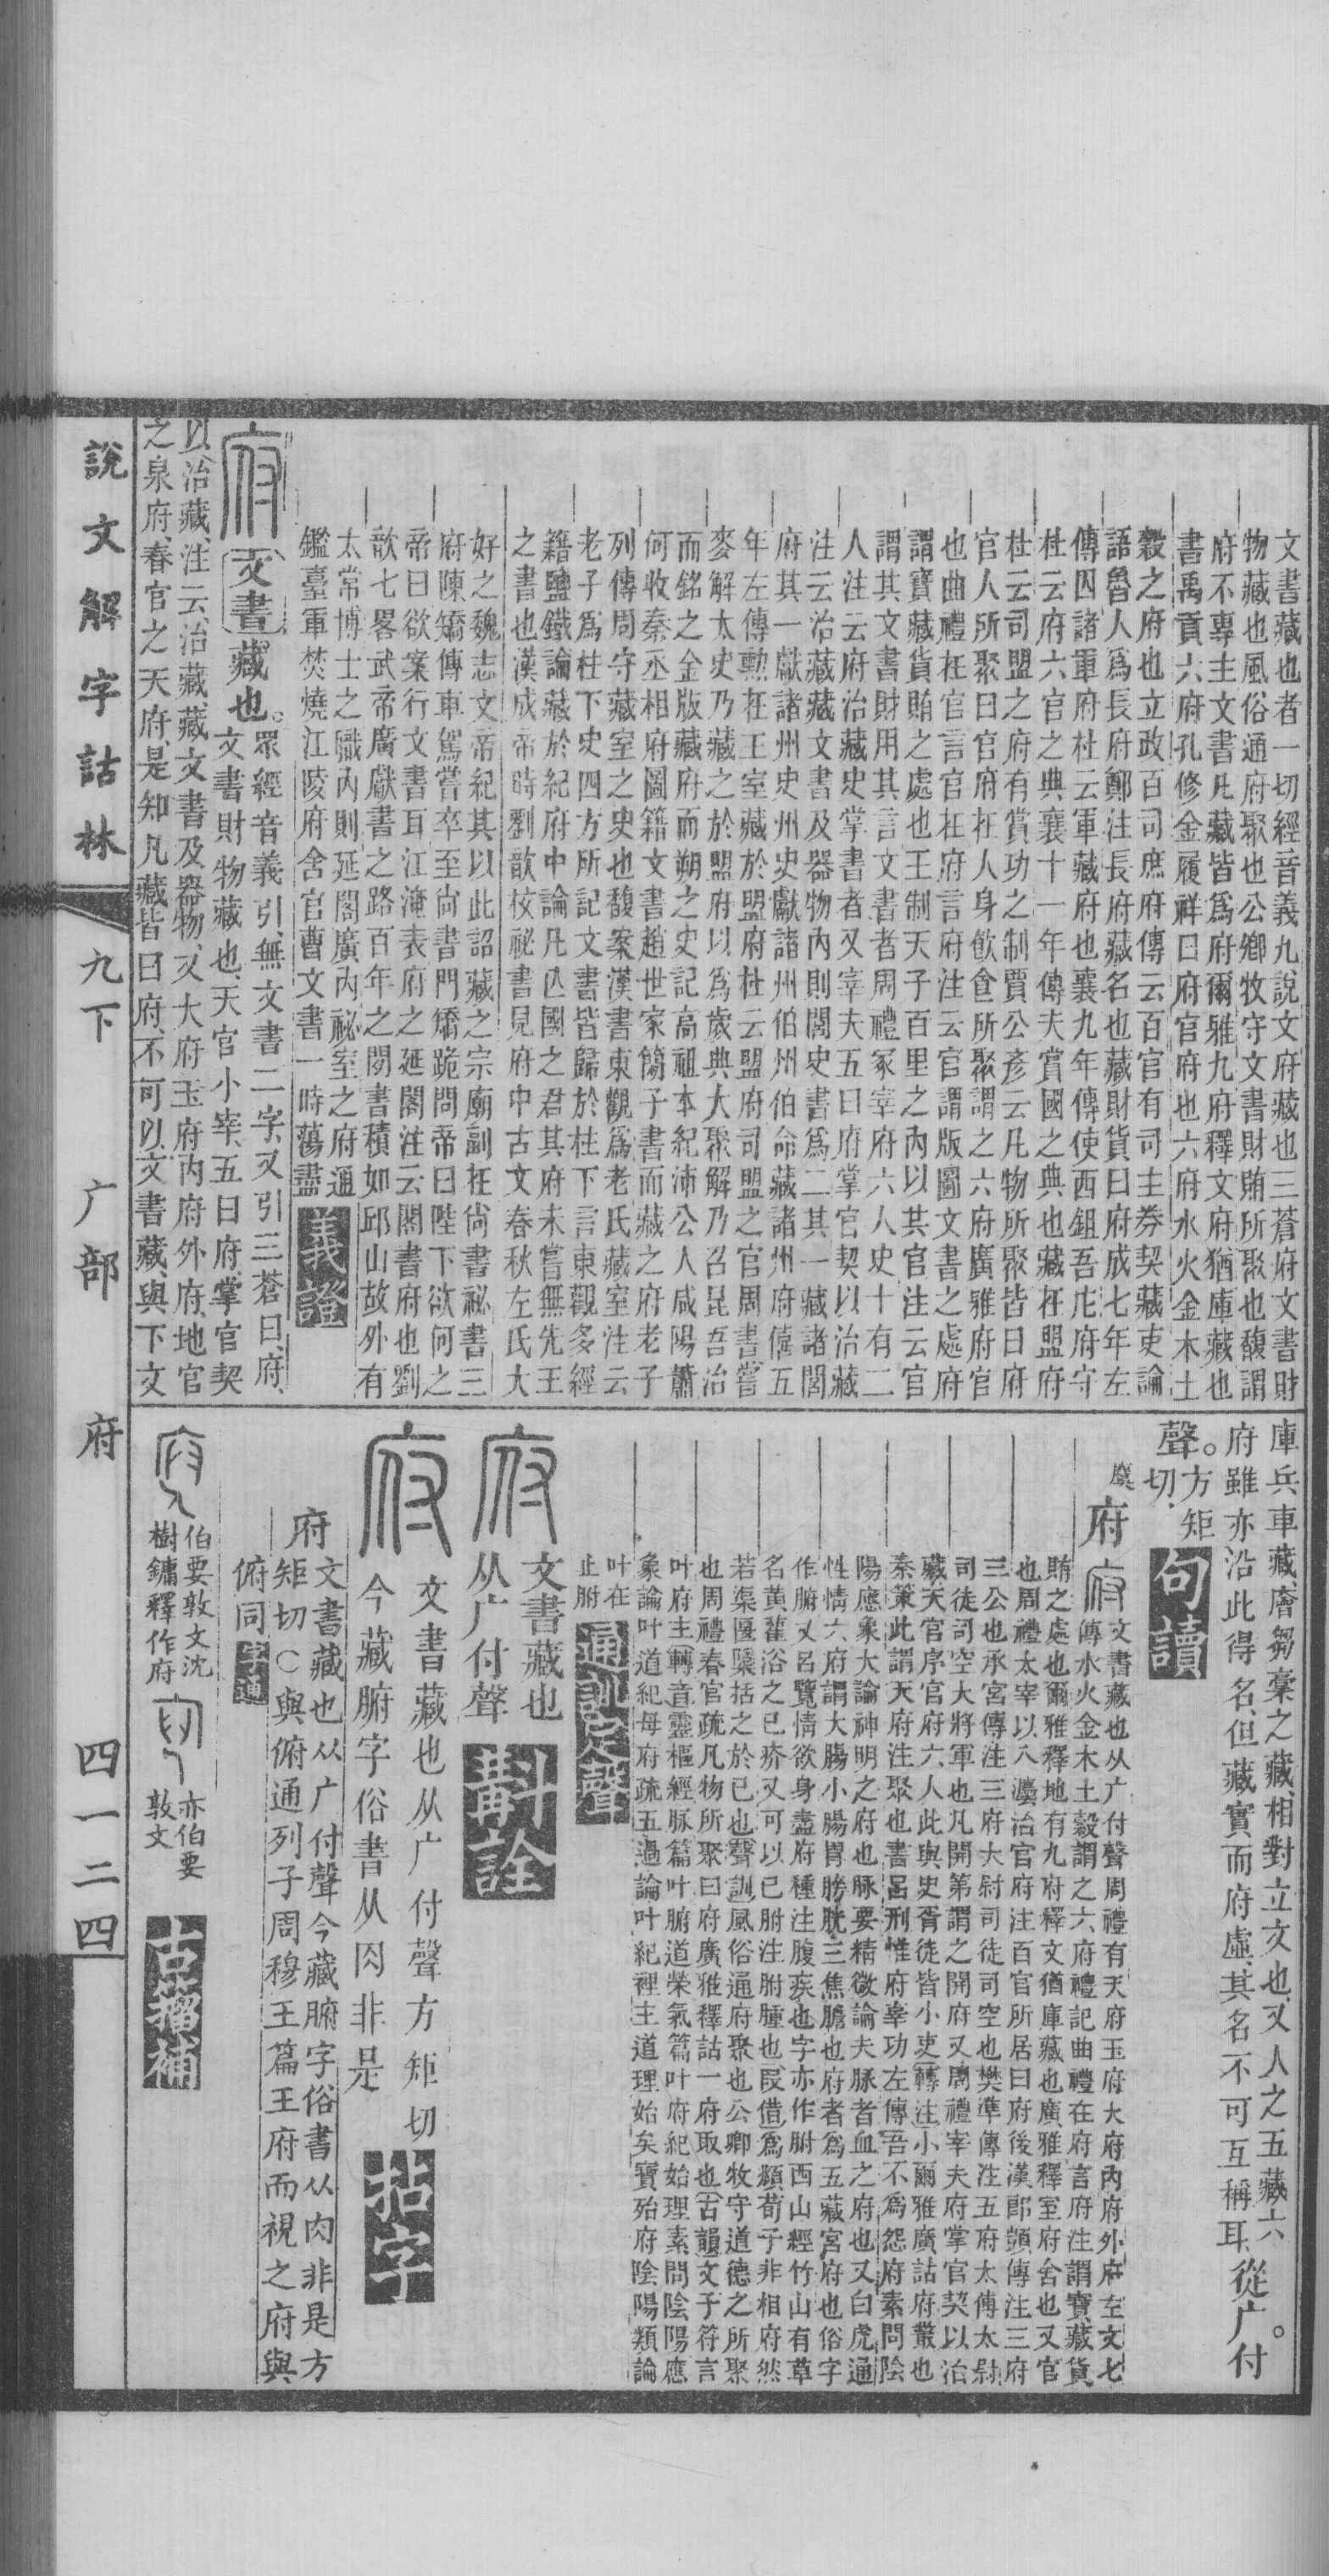 文書藏也者一切經音義九說文府藏也三蒼府文書財
物藏也風俗通府聚也公鄉牧守文書財賄所聚也馥謂
府不專主文書凡藏皆爲府爾雅九府釋文府猶庫藏也
書禹貢六府孔修金履祥曰府官府也六府水火金木土
穀之府也立政百司庶府傳云百官有司主券契藏吏論
語魯人爲長府鄭注長府藏名也藏財貨曰府成七年左
傳囚諸軍府杜云軍藏府也襄九年傳使西鉏吾庀府守
杜云府六官之典襄十一年傳夫賞國之典也藏在盟府
杜云司盟之府有賞功之制賈公彥云凡物所聚皆曰府
官人所聚曰官府在人身飲食所聚謂之六府廣雅府官
也曲禮在官言官在府言府注云官謂版圖文書之處府
謂寶藏貨賄之處也王制天子百里之內以共官注云官
謂其文書財用其言文書者周禮冢宰府六人史十有二
人注云府治藏史掌書者又宰夫五曰府掌官契以治藏
注云治藏藏文書及器物內則閭史書爲二其一藏諸閭
府其一獻諸州史州史獻諸州伯州伯命藏諸州府僖五
年左傳勳在王室藏於盟府杜云盟府司盟之官周書嘗
麥解太史乃藏之於盟府以爲歲典大聚解乃召昆吾冶
而銘之金版藏府而朔之史記高祖本紀沛公入咸陽蕭
何收秦丞相府圖籍文書趙世家簡子書而藏之府老子
列傳周守藏室之史也馥案漢書東觀爲老氏藏室注云
老子爲柱下史四方所記文書皆歸於柱下言東觀多經
籍鹽鐵論藏於紀府中論凡亾國之君其府未嘗無先王
之書也漢成帝時劉歆校祕書見府中古文春秋左氏大
好之魏志文帝紀其以此詔藏之宗廟副在尙書祕書三
府陳矯傳車駕嘗卒至尙書門矯跪問帝曰陛下欲何之
帝曰欲案行文書耳江淹表府之延閣注云閣書府也劉
歆七畧武帝廣獻書之路百年之閒書積如邱山故外有
太常博士之職內則延閣廣內祕室之府通
鑑臺軍焚燒江陵府舍官曹文書一時蕩盡 義證
府 文書藏也。眾經音義引、無文書二字、又引三蒼曰、府、
文書財物藏也、天官小宰、五曰府、掌官契
以治藏、注云、治藏、藏文書及器物、又大府玉府內府外府、地官
之泉府、春官之天府、是知凡藏皆曰府、不可以文書藏、與下文
庫兵車藏、廥芻稾之藏、相對立文也、又人之五藏六
府雖亦沿此得名、但藏實而府虛、其名不可互稱耳、從广。付
聲。方矩
切、 句讀
府 府 文書藏也从广付聲周禮有天府玉府大府內府外府左文七
傳水火金木土穀謂之六府禮記曲禮在府言府注謂寶藏貨
賄之處也爾雅釋地有九府釋文猶庫藏也廣雅釋室府舍也又官
也周禮太宰以八灋治官府注百官所居曰府後漢郎顗傳注三府
三公也承宮傳注三府大尉司徒司空也樊準傳注五府太傅太尉
司徒司空大將軍也凡開第謂之開府又周禮宰夫府掌官契以治
藏天官序官府六人此與史胥徒皆小吏轉注小爾雅廣詁府叢也
秦策此謂天府注聚也書呂刑惟府辜功左傳吾不爲怨府素問陰
陽應象大論神明之府也脉要精微論夫脉者血之府也又白虎通
性情六府謂大腸小腸胃膀胱三焦膽也府者爲五藏宮府也俗字
作腑又呂覽情欲身盡府種注腹疾也字亦作胕西山經竹山有草
名黃雚浴之已疥又可以已胕注胕腫也叚借爲頫荀子非相府然
若渠匽檃括之於己也聲訓風俗通府聚也公卿牧守道德之所聚
也周禮春官疏凡物所聚曰府廣雅釋詁一府取也古韻文子符言
叶府主轉音靈樞經脉篇叶腑道榮氣篇叶府紀始理素問陰陽應
象論叶道紀母府疏五過論叶紀裡主道理始矣寶殆府陰陽類論
叶在
止胕 通訓定聲
府 文書藏也
从广付聲 斠詮
府 文書藏也从广付聲方矩切
今藏腑字俗書从肉非是 拈字
府 文書藏也从广付聲今藏腑字俗書从肉非是方
矩切○與俯通列子周穆王篇王府而視之府與
俯同
伯要敦文沈
樹鏞釋作府 亦伯要
敦文 古籀補
說文解字詁林 九下 广部 府 四一二四